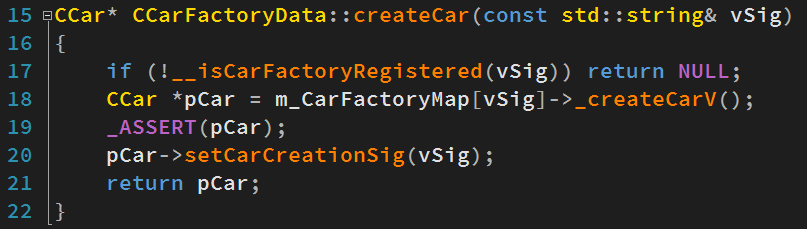 15 CCar* CCarFactoryData::createCar(const std::string& vSig)
16 {
17     if (!__isCarFactoryRegistered(vSig)) return NULL;
18     CCar *pCar = m_CarFactoryMap[vSig]->_createCarV();
19     _ASSERT(pCar);
20     pCar->setCarCreationSig(vSig);
21     return pCar;
22 }